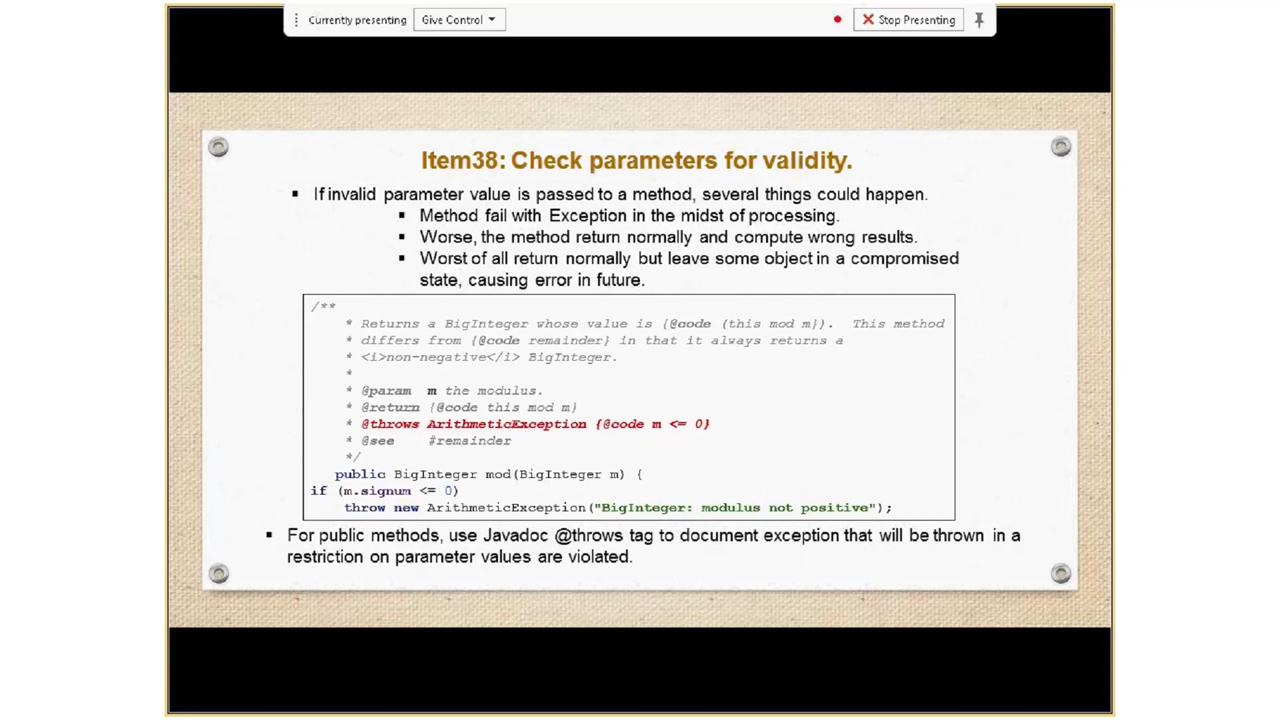 Currently presenting Give Control Stop Presenting
Item38: Check parameters for validity.
▪ If invalid parameter value is passed to a method, several things could happen.
▪ Method fail with Exception in the midst of processing.
▪ Worse, the method return normally and compute wrong results.
▪ Worst of all return normally but leave some object in a compromised
state, causing error in future.
/**
* Returns a BigInteger whose value is {@code (this mod m}). This method
* differs from {@code remainder} in that it always returns a
* <i>non-negative</i> BigInteger.
*
* @param m the modulus.
* @return {@code this mod m}
* @throws ArithmeticException {@code m <= 0}
* @see #remainder
*/
public BigInteger mod(BigInteger m) {
if (m.signum <= 0)
throw new ArithmeticException("BigInteger: modulus not positive");
▪ For public methods, use Javadoc @throws tag to document exception that will be thrown in a
restriction on parameter values are violated.